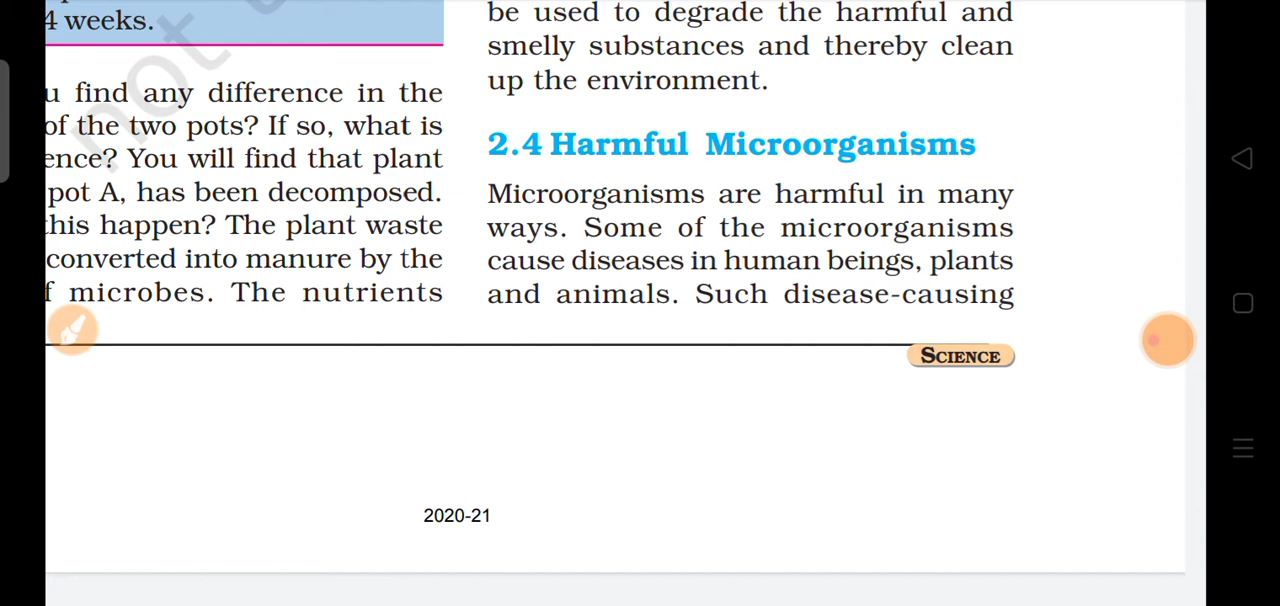 4 weeks.
u find any difference in the
of the two pots? If so, what is
ence? You will find that plant
pot A, has been decomposed.
this happen? The plant waste
converted into manure by the
f microbes. The nutrients
be used to degrade the harmful and
smelly substances and thereby clean
up the environment.
2.4 Harmful Microorganisms
Microorganisms are harmful in many
ways. Some of the microorganisms
cause diseases in human beings, plants
and animals. Such disease-causing
SCIENCE
2020-21
not